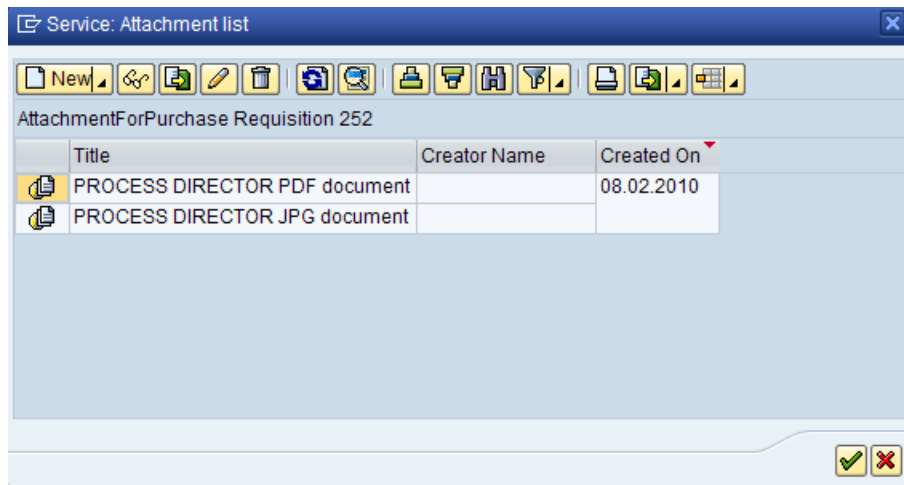 Service: Attachment list
New
AttachmentForPurchase Requisition 252
Title Creator Name Created On
PROCESS DIRECTOR PDF document 08.02.2010
PROCESS DIRECTOR JPG document